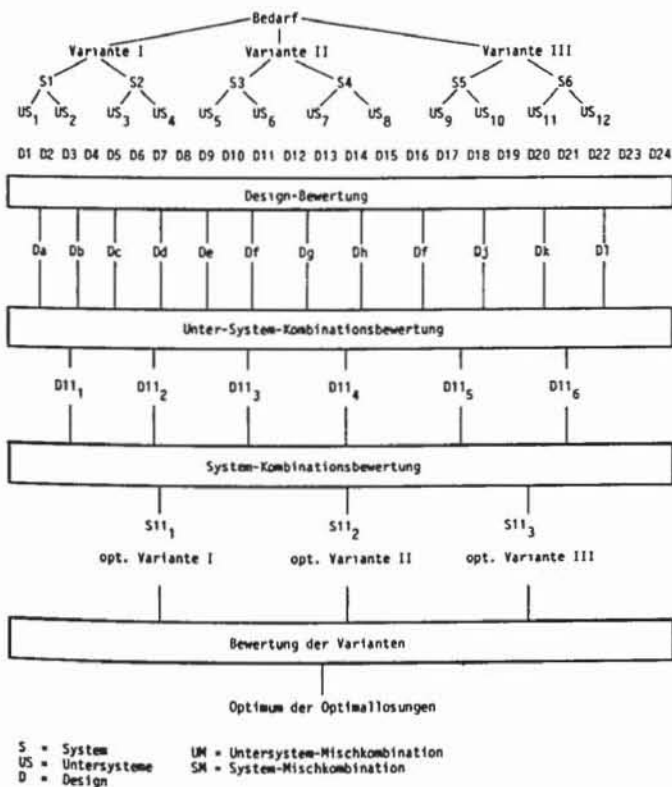 Bedarf
Variante I Variante II Variante III
S1 S2 S3 S4 S5 S6
US1 US2 US3 US4 US5 US6 US7 US8 US9 US10 US11 US12
D1 D2 D3 D4 D5 D6 D7 D8 D9 D10 D11 D12 D13 D14 D15 D16 D17 D18 D19 D20 D21 D22 D23 D24
Design-Bewertung
Da Db Dc Dd De Df Dg Dh Df Dj Dk Dl
Unter-System-Kombinationsbewertung
D111 D112 D113 D114 D115 D116
System-Kombinationsbewertung
S111 S112 S113
opt. Variante I opt. Variante II opt. Variante III
Bewertung der Varianten
Optimum der Optimallosungen
S = System UM = Untersystem-Mischkombination
US = Untersysteme SM = System-Mischkombination
D = Design